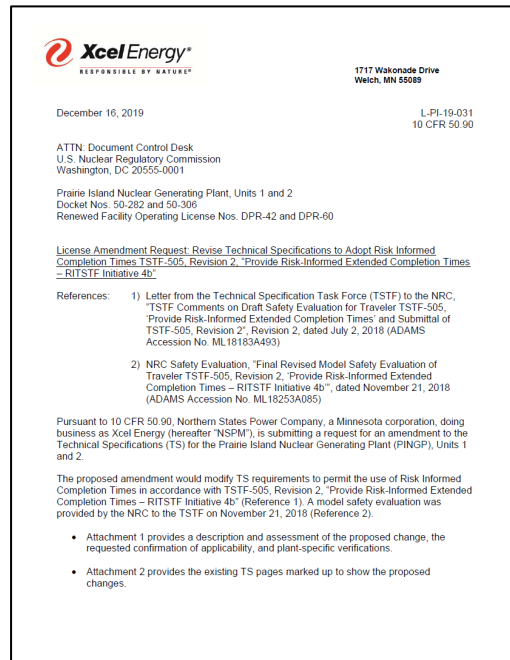 Xcel Energy®
RESPONSIBLE BY NATURE®
1717 Wakonade Drive
Welch, MN 55089
December 16, 2019
L-PI-19-031
10 CFR 50.90
ATTN: Document Control Desk
U.S. Nuclear Regulatory Commission
Washington, DC 20555-0001
Prairie Island Nuclear Generating Plant, Units 1 and 2
Docket Nos. 50-282 and 50-306
Renewed Facility Operating License Nos. DPR-42 and DPR-60
License Amendment Request: Revise Technical Specifications to Adopt Risk Informed
Completion Times TSTF-505, Revision 2, "Provide Risk-Informed Extended Completion Times
– RITSTF Initiative 4b"
References: 1) Letter from the Technical Specification Task Force (TSTF) to the NRC,
"TSTF Comments on Draft Safety Evaluation for Traveler TSTF-505,
'Provide Risk-Informed Extended Completion Times' and Submittal of
TSTF-505, Revision 2", Revision 2, dated July 2, 2018 (ADAMS
Accession No. ML18183A493)
2) NRC Safety Evaluation, "Final Revised Model Safety Evaluation of
Traveler TSTF-505, Revision 2, 'Provide Risk-Informed Extended
Completion Times – RITSTF Initiative 4b'", dated November 21, 2018
(ADAMS Accession No. ML18253A085)
Pursuant to 10 CFR 50.90, Northern States Power Company, a Minnesota corporation, doing
business as Xcel Energy (hereafter "NSPM"), is submitting a request for an amendment to the
Technical Specifications (TS) for the Prairie Island Nuclear Generating Plant (PINGP), Units 1
and 2.
The proposed amendment would modify TS requirements to permit the use of Risk Informed
Completion Times in accordance with TSTF-505, Revision 2, "Provide Risk-Informed Extended
Completion Times – RITSTF Initiative 4b" (Reference 1). A model safety evaluation was
provided by the NRC to the TSTF on November 21, 2018 (Reference 2).
• Attachment 1 provides a description and assessment of the proposed change, the
requested confirmation of applicability, and plant-specific verifications.
• Attachment 2 provides the existing TS pages marked up to show the proposed
changes.